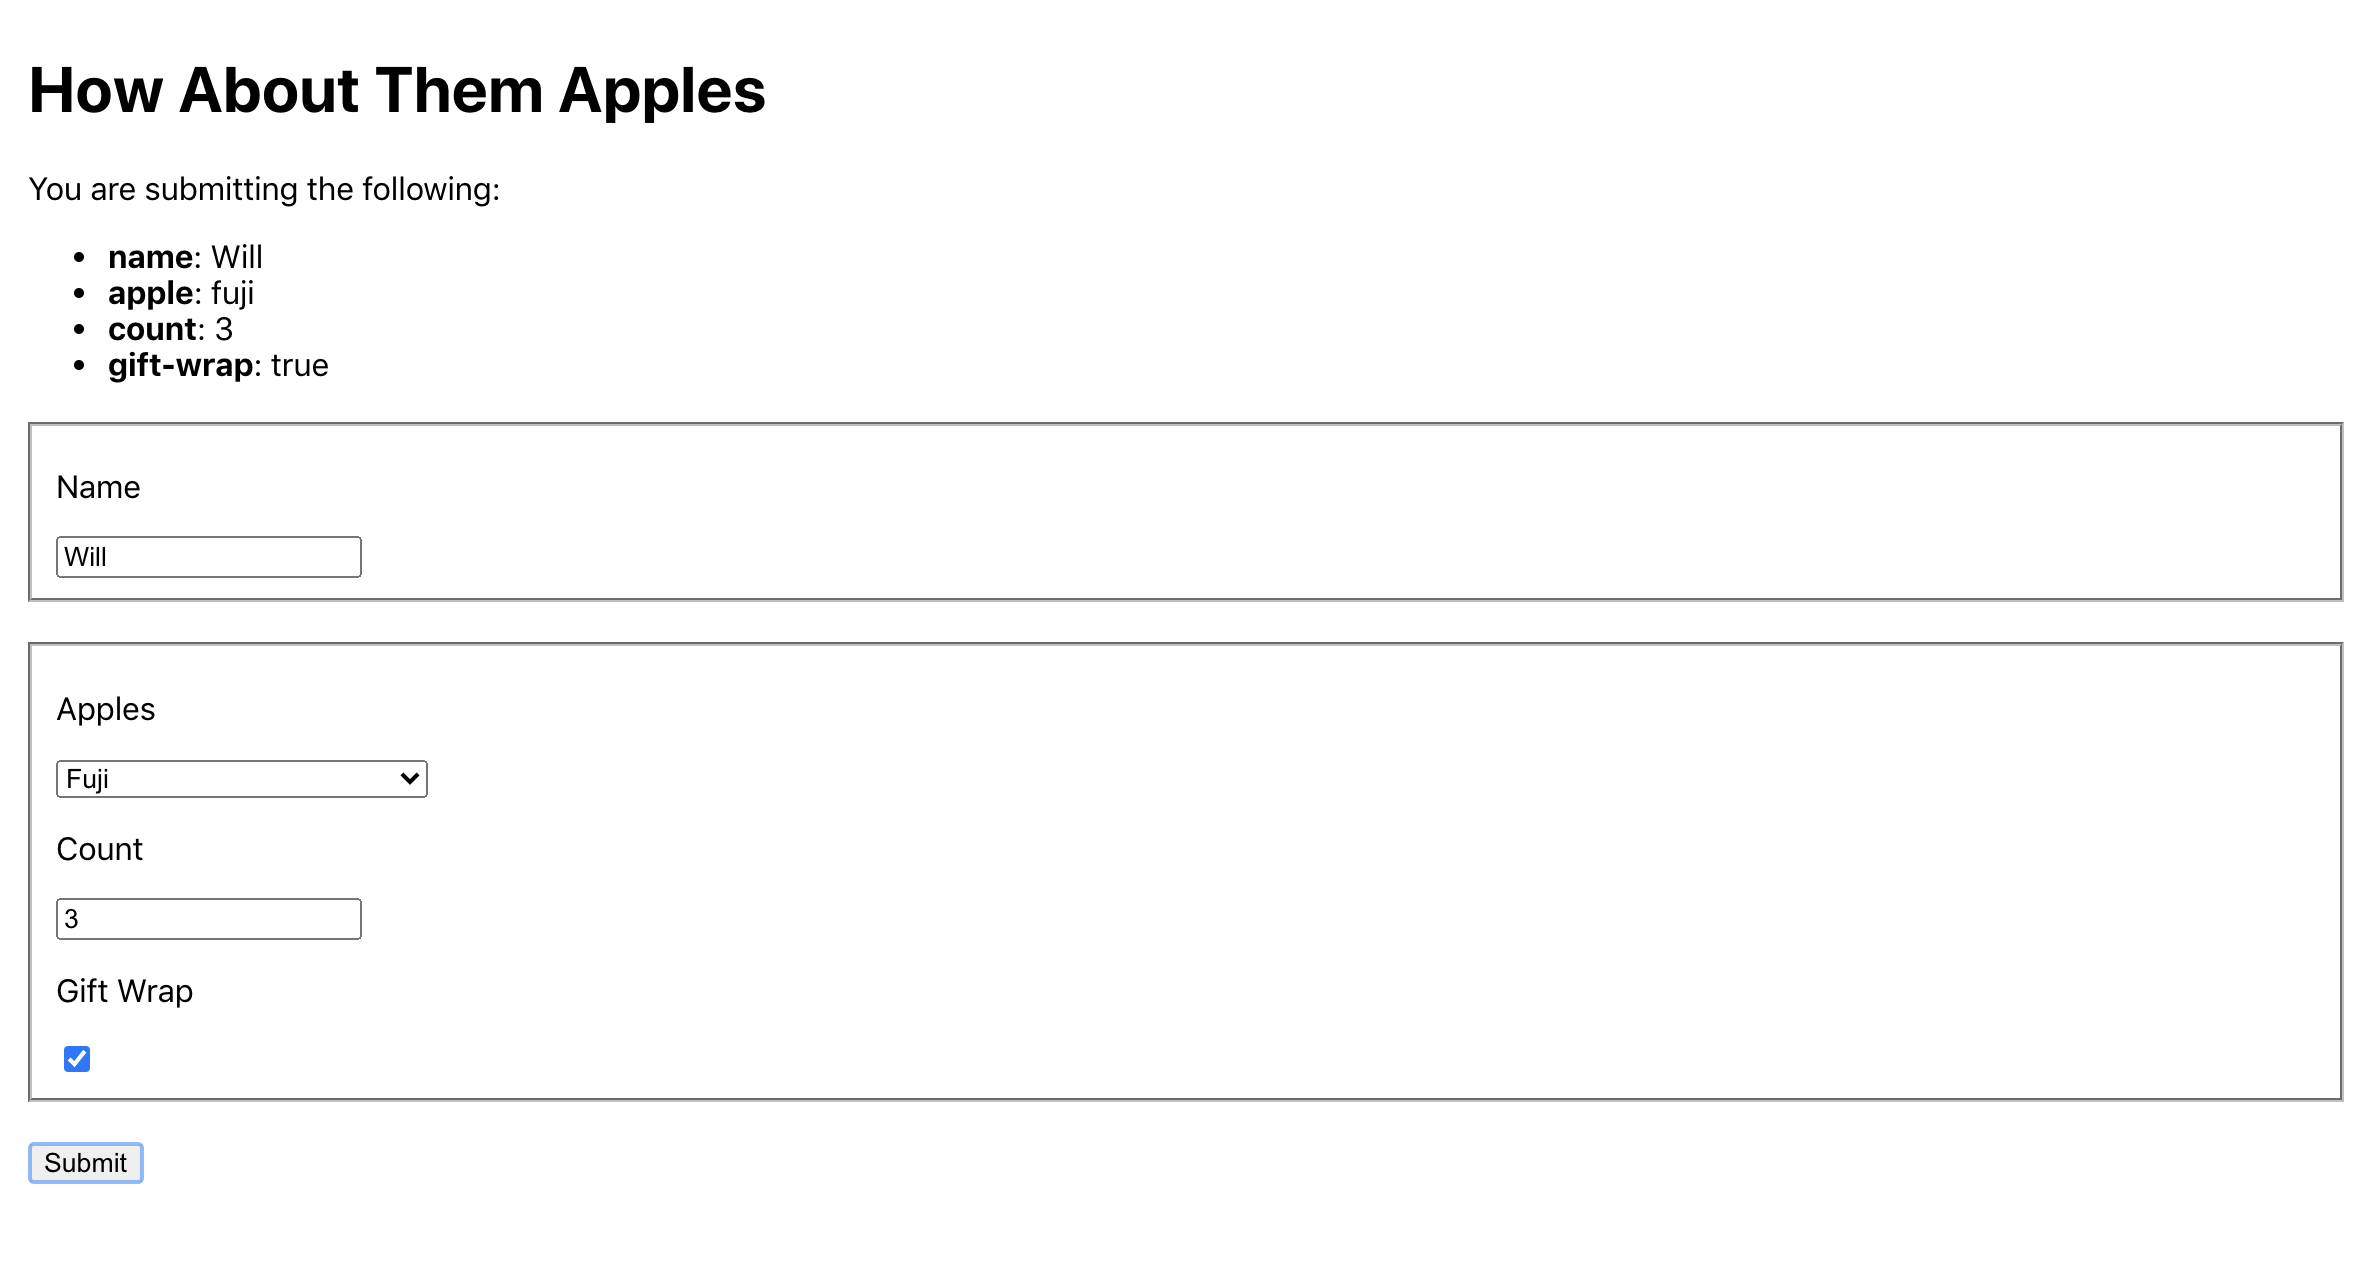 How About Them Apples
You are submitting the following:
• name: Will
• apple: fuji
• count: 3
• gift-wrap: true
Name
Will
Apples
Fuji
Count
3
Gift Wrap
Submit